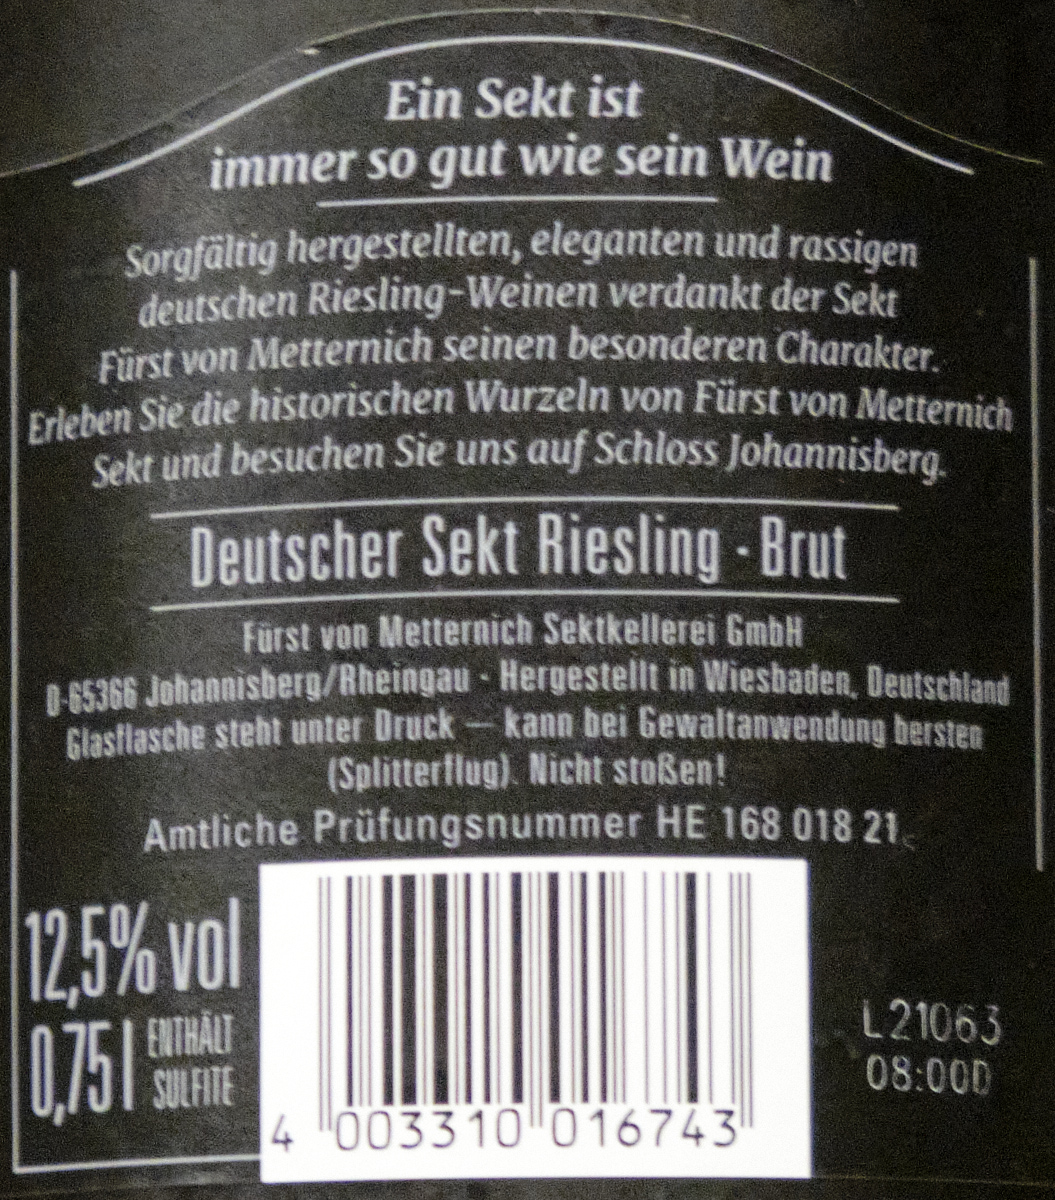 Ein Sekt ist
immer so gut wie sein Wein
Sorgfältig hergestellten, eleganten und rassigen
deutschen Riesling-Weinen verdankt der Sekt
Fürst von Metternich seinen besonderen Charakter.
Erleben Sie die historischen Wurzeln von Fürst von Metternich
Sekt und besuchen Sie uns auf Schloss Johannisberg.
Deutscher Sekt Riesling - Brut
Fürst von Metternich Sektkellerei GmbH
D-65366 Johannisberg/Rheingau - Hergestellt in Wiesbaden, Deutschland
Glasflasche steht unter Druck — kann bei Gewaltanwendung bersten
(Splitterflug). Nicht stoßen!
Amtliche Prüfungsnummer HE 168 018 21
12,5% vol
0,75 l
ENTHÄLT
SULFITE
4 003310 016743
L21063
08:00D